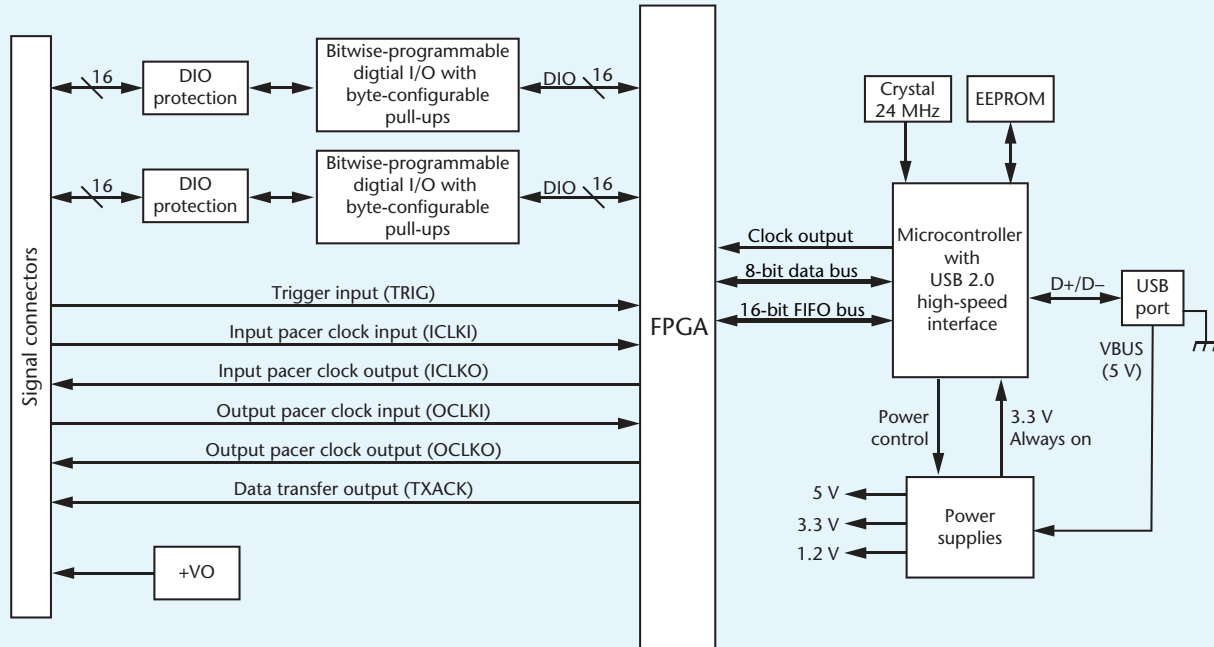 Signal connectors
16
DIO
protection
Bitwise-programmable
digtial I/O with
byte-configurable
pull-ups
DIO
16
16
DIO
protection
Bitwise-programmable
digtial I/O with
byte-configurable
pull-ups
DIO
16
Trigger input (TRIG)
Input pacer clock input (ICLKI)
Input pacer clock output (ICLKO)
Output pacer clock input (OCLKI)
Output pacer clock output (OCLKO)
Data transfer output (TXACK)
+VO
FPGA
Crystal
24 MHz
EEPROM
Clock output
8-bit data bus
16-bit FIFO bus
Microcontroller
with
USB 2.0
high-speed
interface
D+/D–
USB
port
VBUS
(5 V)
Power
control
3.3 V
Always on
5 V
3.3 V
1.2 V
Power
supplies